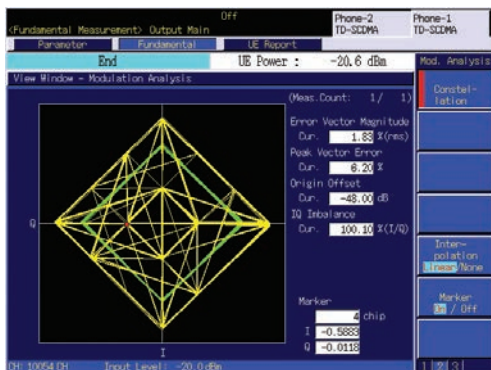 Off
<Fundamental Measurement> Output Main
Phone-2
TD-SCDMA
Phone-1
TD-SCDMA
Parameter
Fundamental
UE Report
End
UE Power : -20.6 dBm
Mod. Analysis
View Window - Modulation Analysis
(Meas.Count: 1/ 1)
Error Vector Magnitude
Cur. 1.83 %(rms)
Peak Vector Error
Cur. 6.20 %
Origin Offset
Cur. -48.00 dB
IQ Imbalance
Cur. 100.10 %(I/Q)
Marker
4 chip
I -0.5883
Q -0.0118
Q
I
Constel-
lation
Inter-
polation
Linear/None
Marker
On / Off
CH: 10054 CH Input Level: -20.0dBm
1 2 3